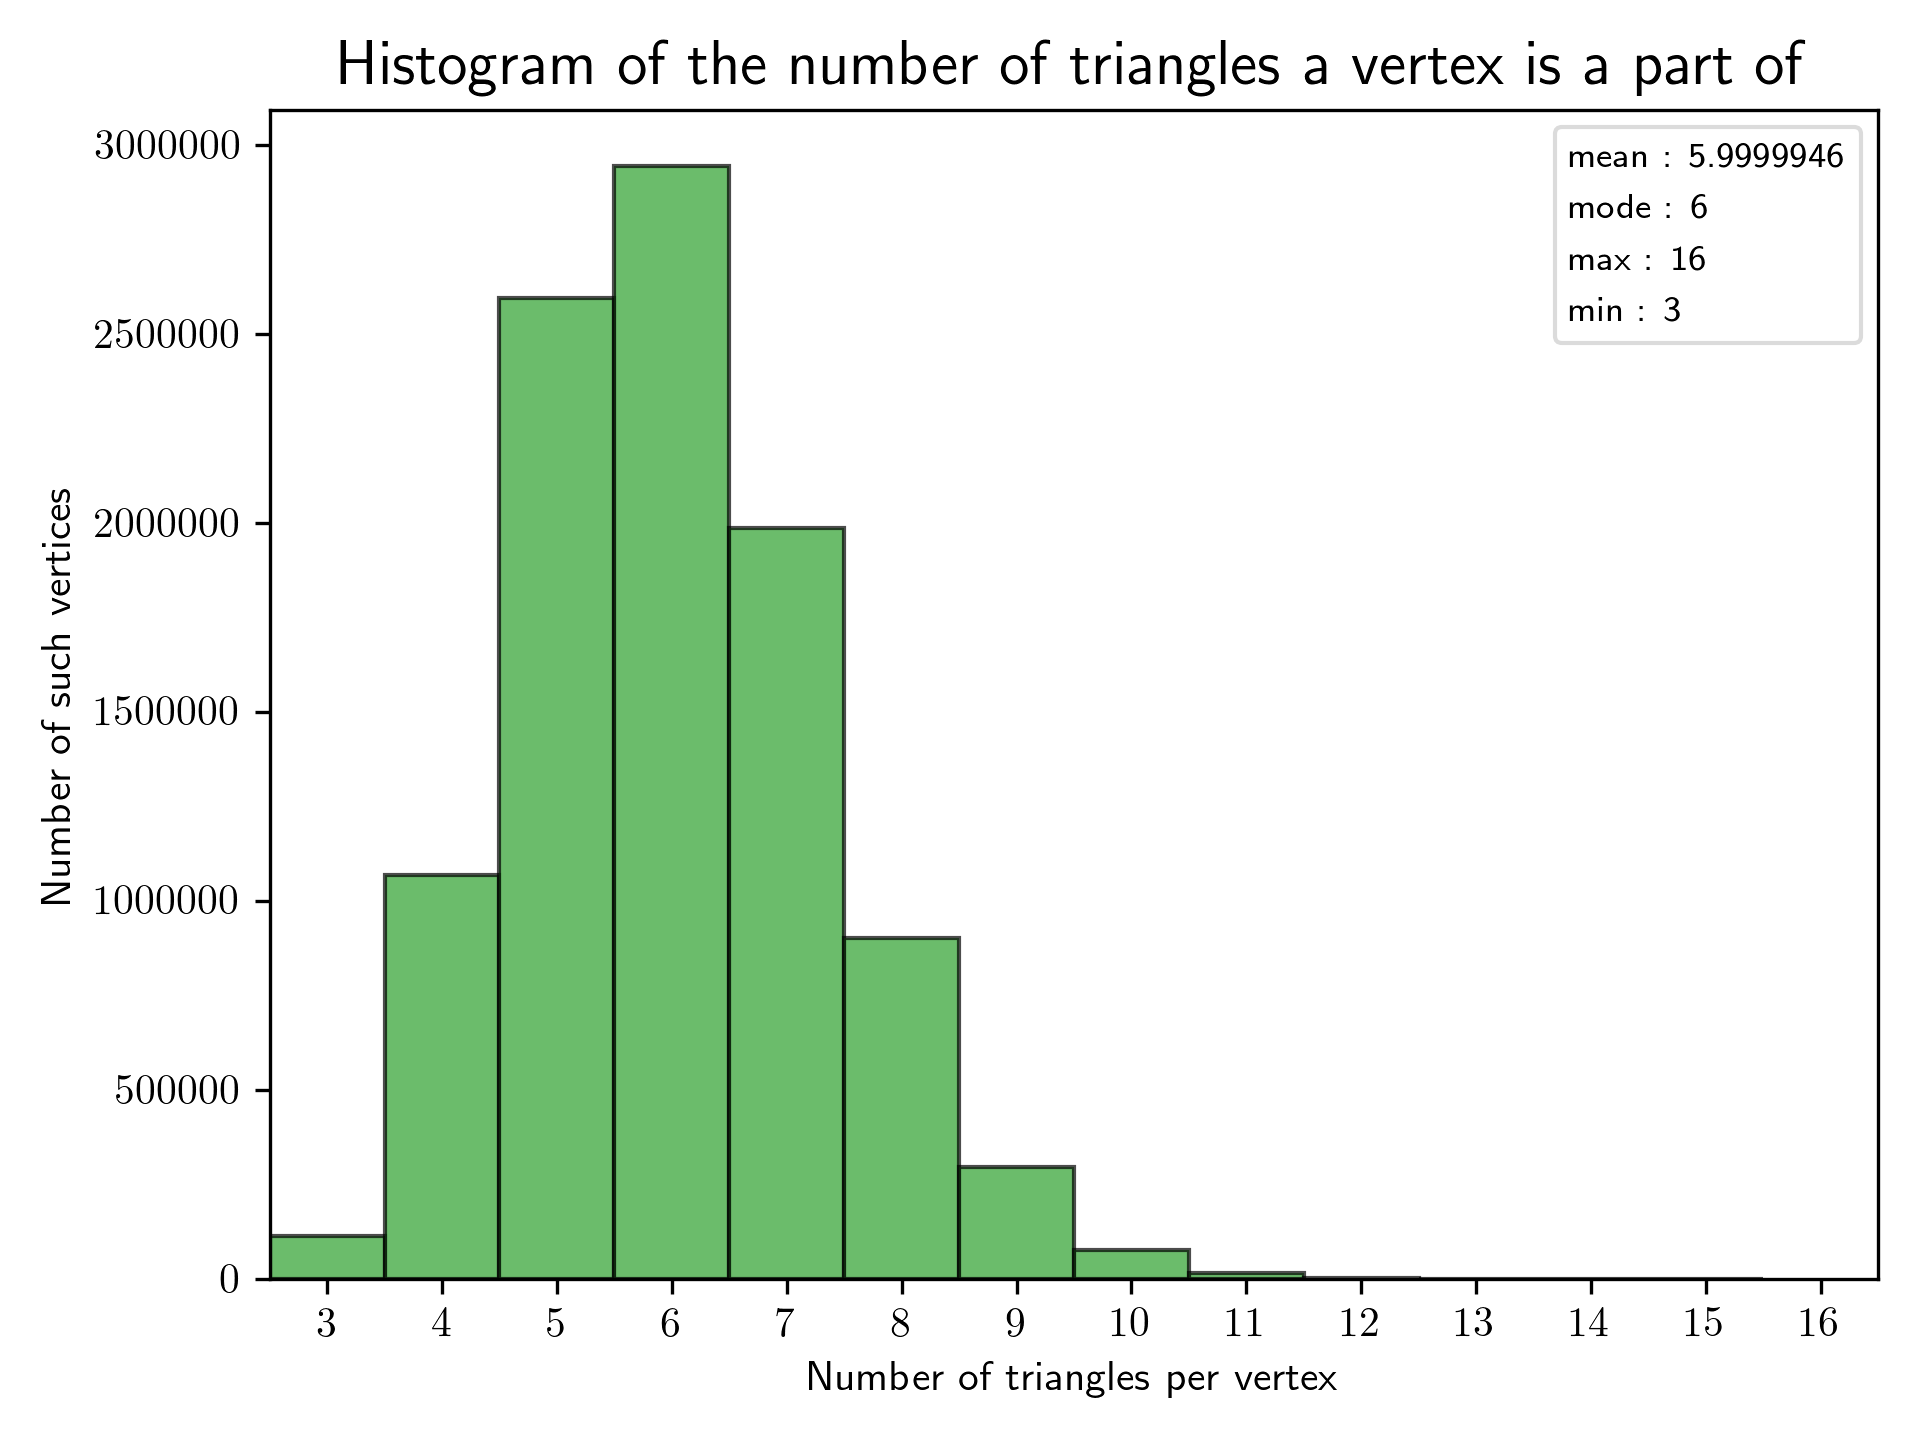 Histogram of the number of triangles a vertex is a part of
mean : 5.9999946
mode : 6
max : 16
min : 3
Number of such vertices
3000000
2500000
2000000
1500000
1000000
500000
0
3 4 5 6 7 8 9 10 11 12 13 14 15 16
Number of triangles per vertex